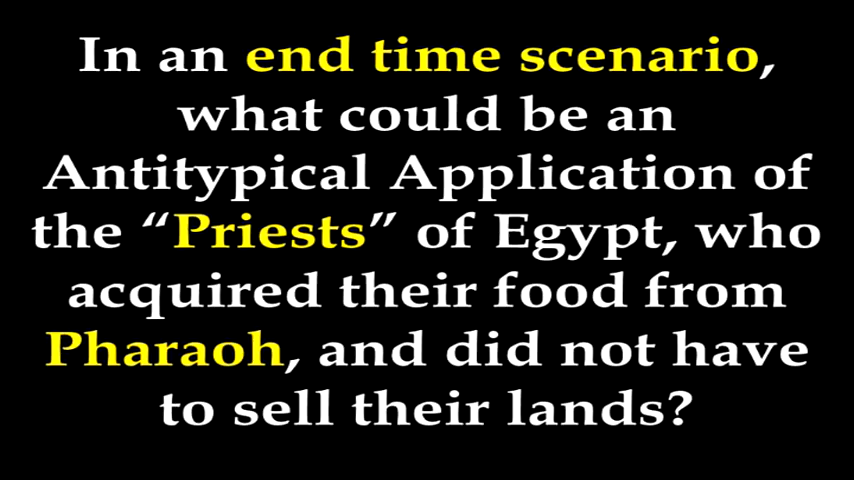 In an end time scenario,
what could be an
Antitypical Application of
the “Priests” of Egypt, who
acquired their food from
Pharaoh, and did not have
to sell their lands?